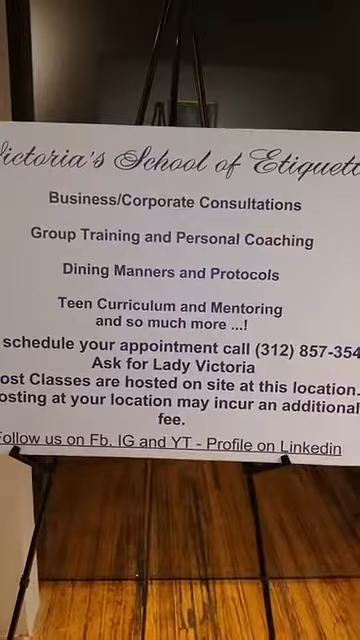 ictoria's School of Etiquett
Business/Corporate Consultations
Group Training and Personal Coaching
Dining Manners and Protocols
Teen Curriculum and Mentoring
and so much more ...!
schedule your appointment call (312) 857-354
Ask for Lady Victoria
ost Classes are hosted on site at this location.
osting at your location may incur an additional
fee.
Follow us on Fb, IG and YT - Profile on Linkedin